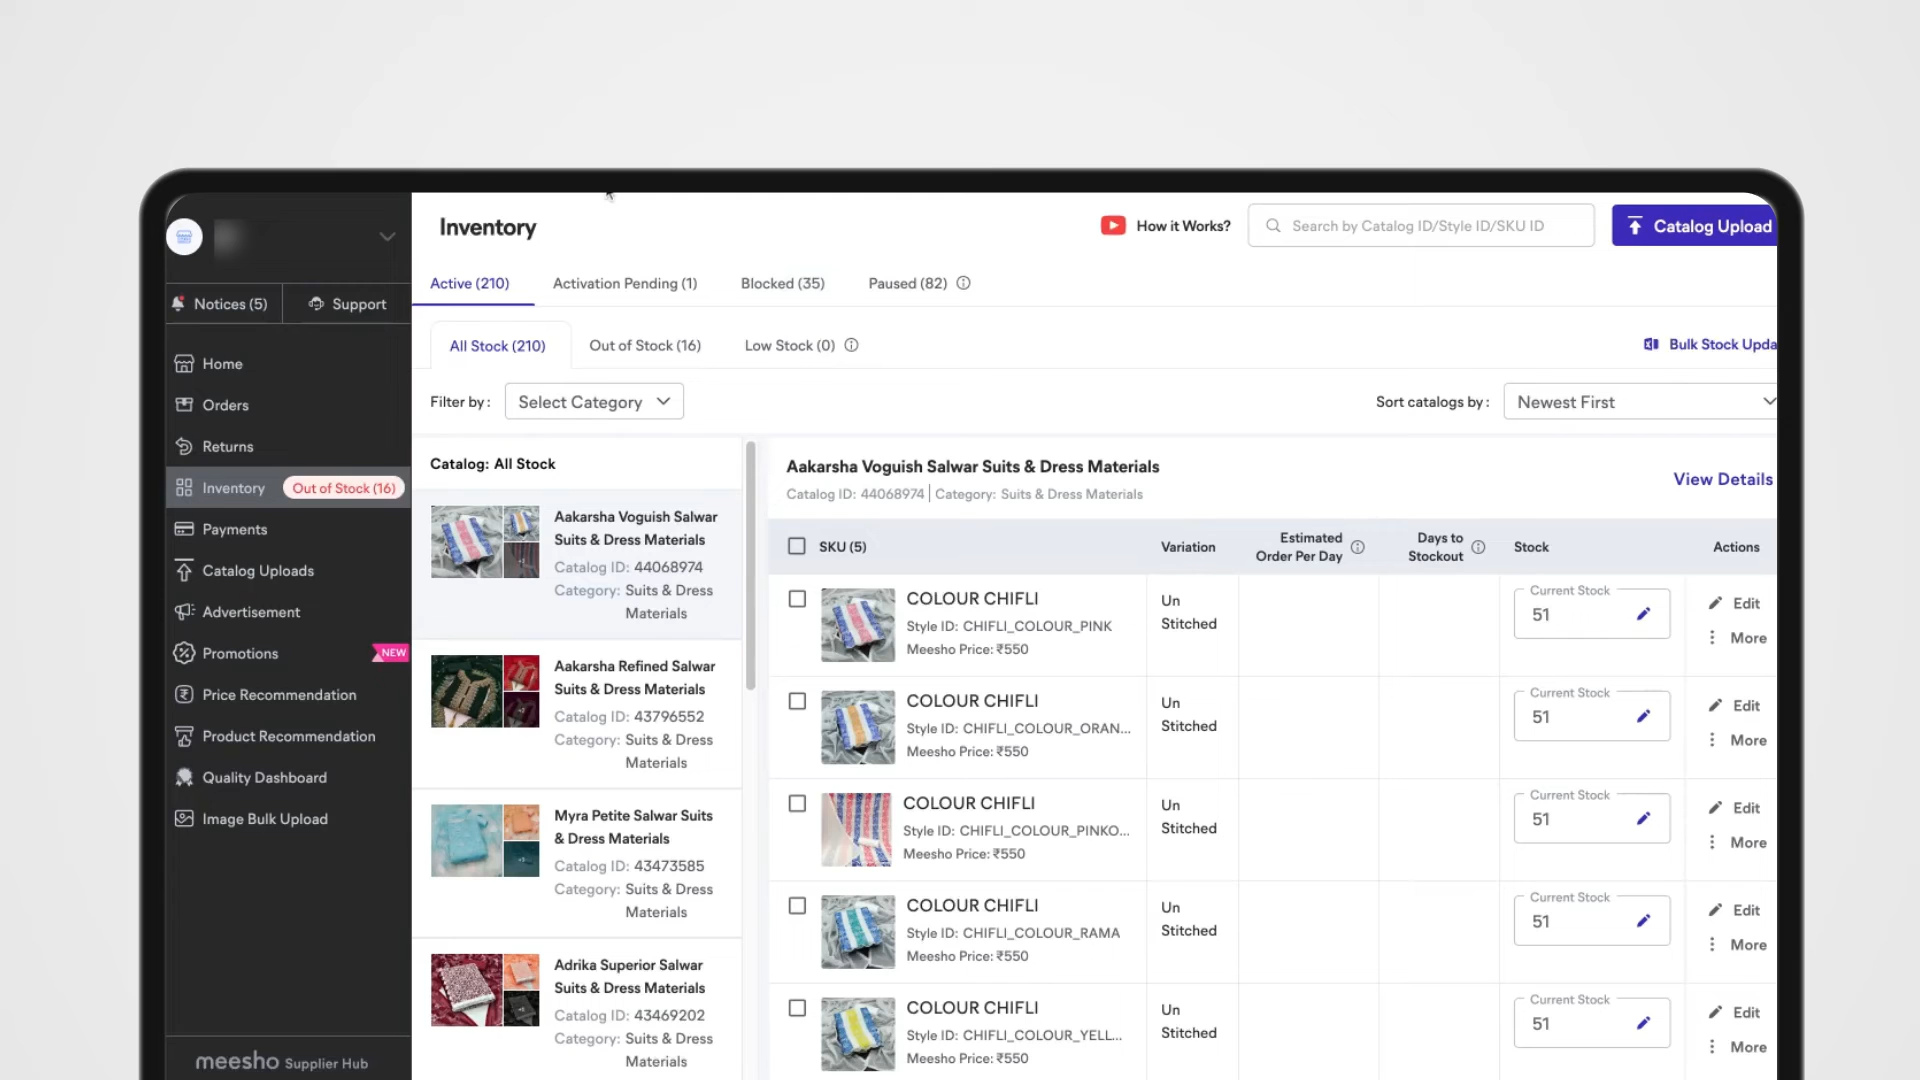 Inventory
How it Works?
Search by Catalog ID/Style ID/SKU ID
Catalog Upload
Active (210)
Activation Pending (1)
Blocked (35)
Paused (82)
Notices (5)
Support
All Stock (210)
Out of Stock (16)
Low Stock (0)
Bulk Stock Upda
Home
Orders
Returns
Inventory
Out of Stock (16)
Payments
Catalog Uploads
Advertisement
Promotions
NEW
Price Recommendation
Product Recommendation
Quality Dashboard
Image Bulk Upload
meesho Supplier Hub
Filter by :
Select Category
Sort catalogs by :
Newest First
Catalog: All Stock
Aakarsha Voguish Salwar
Suits & Dress Materials
Catalog ID: 44068974
Category: Suits & Dress
Materials
Aakarsha Refined Salwar
Suits & Dress Materials
Catalog ID: 43796552
Category: Suits & Dress
Materials
Myra Petite Salwar Suits
& Dress Materials
Catalog ID: 43473585
Category: Suits & Dress
Materials
Adrika Superior Salwar
Suits & Dress Materials
Catalog ID: 43469202
Category: Suits & Dress
Materials
Aakarsha Voguish Salwar Suits & Dress Materials
Catalog ID: 44068974 | Category: Suits & Dress Materials
View Details
SKU (5)
Variation
Estimated
Order Per Day
Days to
Stockout
Stock
Actions
COLOUR CHIFLI
Style ID: CHIFLI_COLOUR_PINK
Meesho Price: ₹550
Un
Stitched
Current Stock
51
Edit
More
COLOUR CHIFLI
Style ID: CHIFLI_COLOUR_ORAN...
Meesho Price: ₹550
Un
Stitched
Current Stock
51
Edit
More
COLOUR CHIFLI
Style ID: CHIFLI_COLOUR_PINKO...
Meesho Price: ₹550
Un
Stitched
Current Stock
51
Edit
More
COLOUR CHIFLI
Style ID: CHIFLI_COLOUR_RAMA
Meesho Price: ₹550
Un
Stitched
Current Stock
51
Edit
More
COLOUR CHIFLI
Style ID: CHIFLI_COLOUR_YELL...
Meesho Price: ₹550
Un
Stitched
Current Stock
51
Edit
More